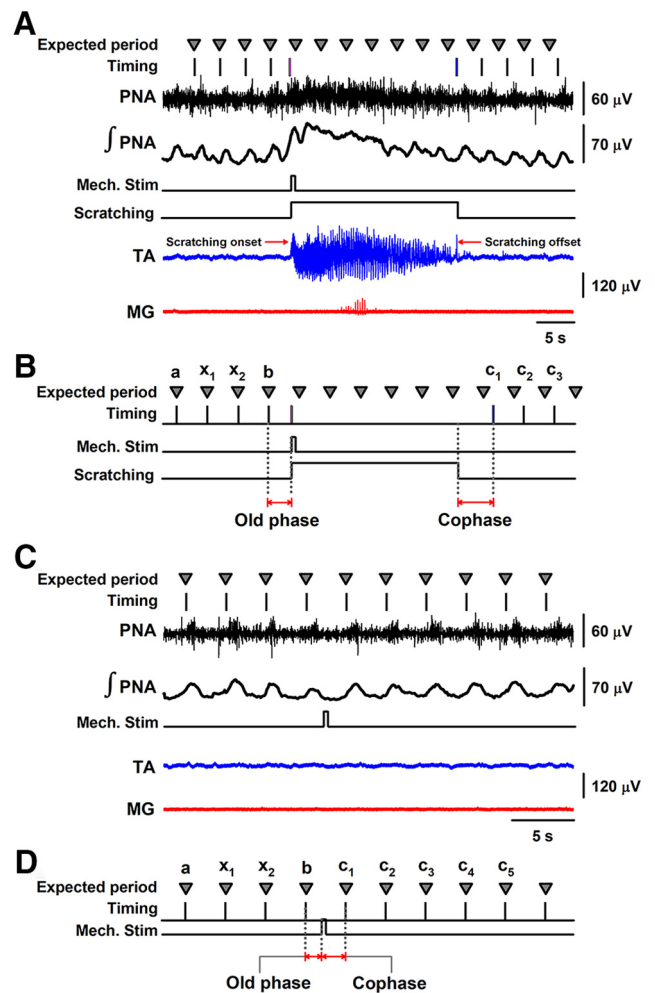 A
Expected period
Timing
PNA
60 μV
∫ PNA
70 μV
Mech. Stim
Scratching
Scratching onset
Scratching offset
TA
120 μV
MG
5 s
B
a x₁ x₂ b c₁ c₂ c₃
Expected period
Timing
Mech. Stim
Scratching
Old phase Cophase
C
Expected period
Timing
PNA
60 μV
∫ PNA
70 μV
Mech. Stim
TA
120 μV
MG
5 s
D
a x₁ x₂ b c₁ c₂ c₃ c₄ c₅
Expected period
Timing
Mech. Stim
Old phase Cophase